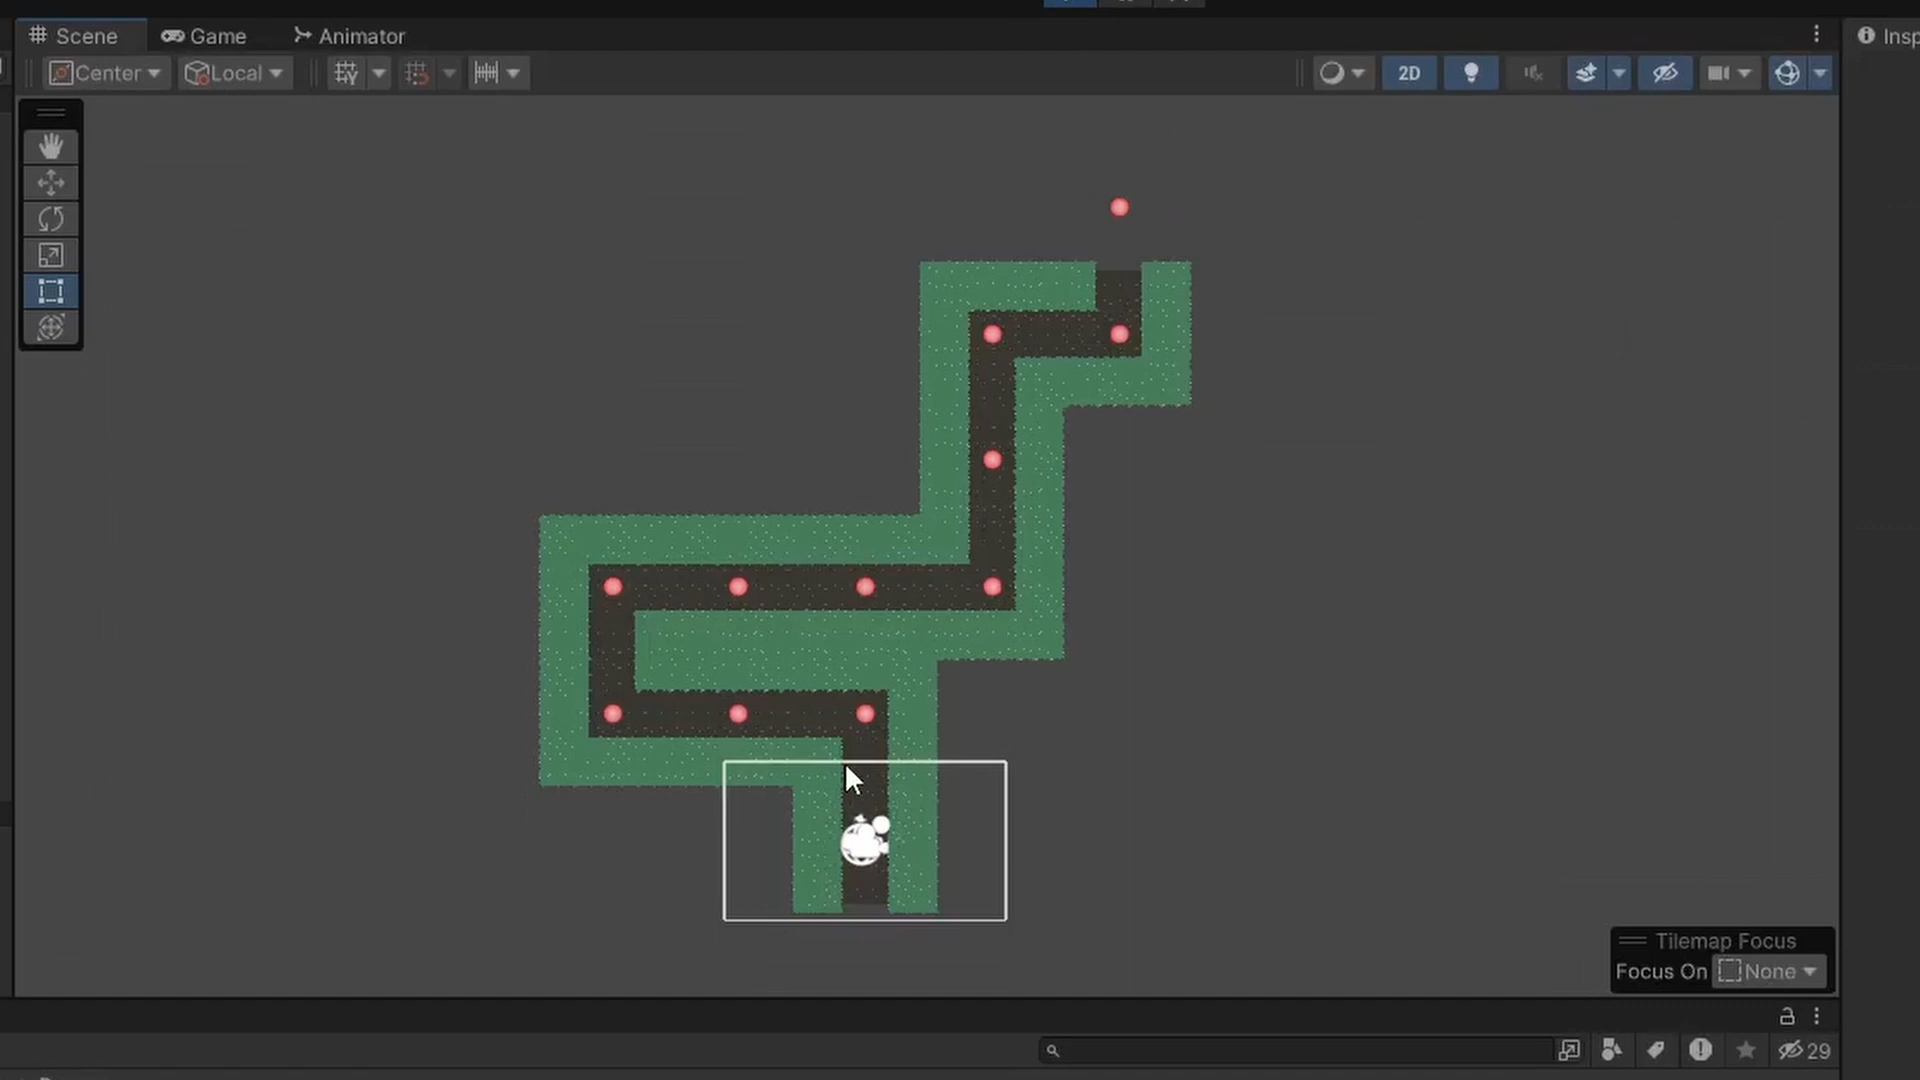 Scene
Game
Animator
Insp
Center
Local
2D
Tilemap Focus
Focus On
None
29